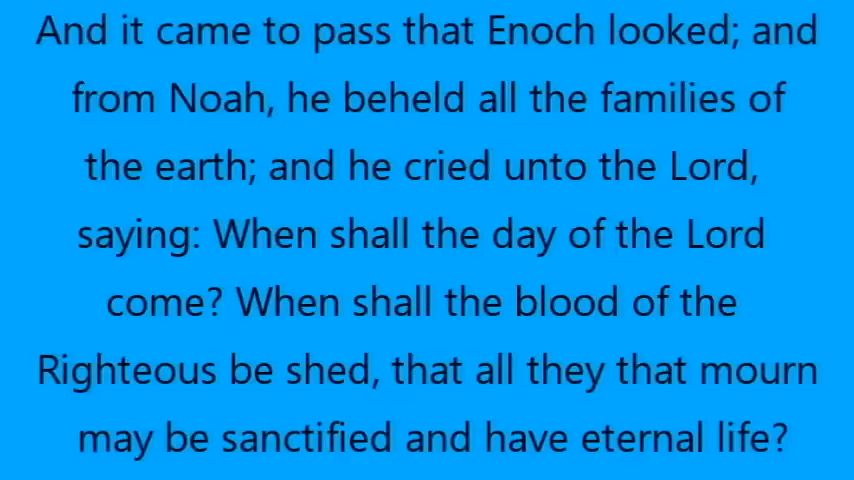 And it came to pass that Enoch looked; and
from Noah, he beheld all the families of
the earth; and he cried unto the Lord,
saying: When shall the day of the Lord
come? When shall the blood of the
Righteous be shed, that all they that mourn
may be sanctified and have eternal life?